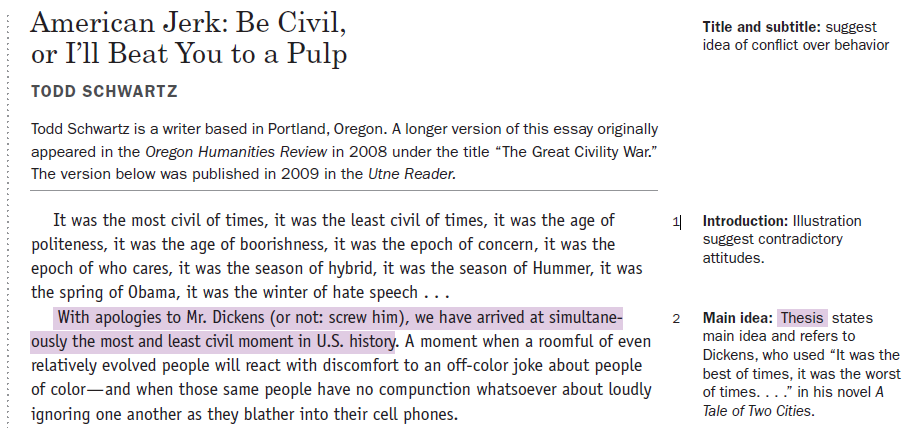 American Jerk: Be Civil,
or I'll Beat You to a Pulp
TODD SCHWARTZ
Todd Schwartz is a writer based in Portland, Oregon. A longer version of this essay originally
appeared in the Oregon Humanities Review in 2008 under the title “The Great Civility War.”
The version below was published in 2009 in the Utne Reader.
It was the most civil of times, it was the least civil of times, it was the age of
politeness, it was the age of boorishness, it was the epoch of concern, it was the
epoch of who cares, it was the season of hybrid, it was the season of Hummer, it was
the spring of Obama, it was the winter of hate speech . . .
With apologies to Mr. Dickens (or not: screw him), we have arrived at simultane-
ously the most and least civil moment in U.S. history. A moment when a roomful of even
relatively evolved people will react with discomfort to an off-color joke about people
of color—and when those same people have no compunction whatsoever about loudly
ignoring one another as they blather into their cell phones.
Title and subtitle: suggest
idea of conflict over behavior
1
Introduction: Illustration
suggest contradictory
attitudes.
2
Main idea: Thesis states
main idea and refers to
Dickens, who used “It was the
best of times, it was the worst
of times. . . .” in his novel A
Tale of Two Cities.